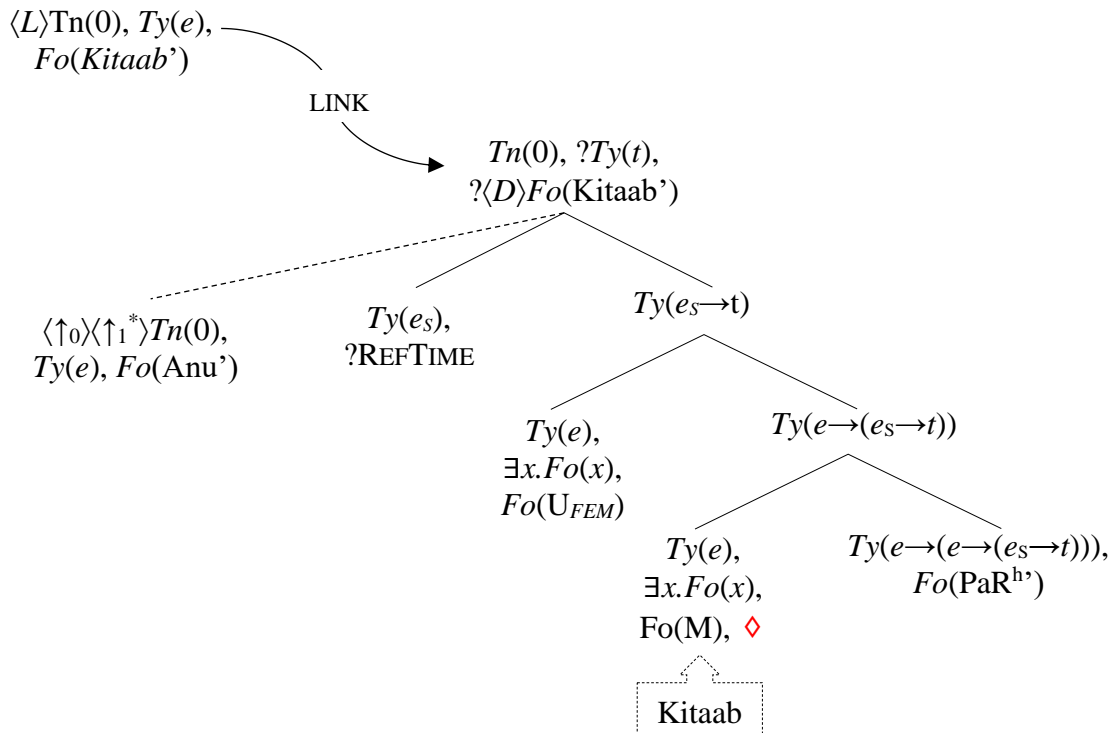 ⟨L⟩Tn(0), Ty(e),
Fo(Kitaab’)
LINK
Tn(0), ?Ty(t),
?⟨D⟩Fo(Kitaab’)
⟨↑₀⟩⟨↑₁*⟩Tn(0),
Ty(e), Fo(Anu’)
Ty(eₛ),
?REFTIME
Ty(eₛ→t)
Ty(e),
∃x.Fo(x),
Fo(U_FEM)
Ty(e→(eₛ→t))
Ty(e),
∃x.Fo(x),
Fo(M), ◊
Ty(e→(e→(eₛ→t))),
Fo(PaRʰ’)
Kitaab